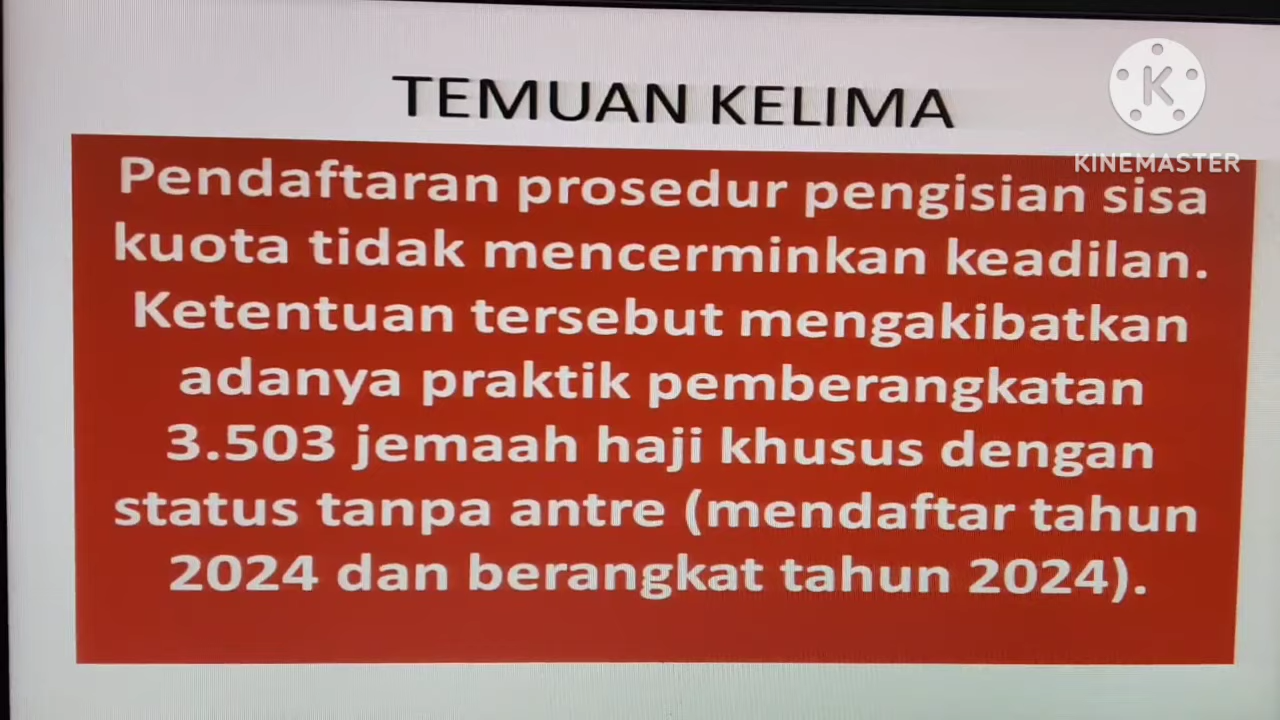 TEMUAN KELIMA
K
KINEMASTER
Pendaftaran prosedur pengisian sisa
kuota tidak mencerminkan keadilan.
Ketentuan tersebut mengakibatkan
adanya praktik pemberangkatan
3.503 jemaah haji khusus dengan
status tanpa antre (mendaftar tahun
2024 dan berangkat tahun 2024).